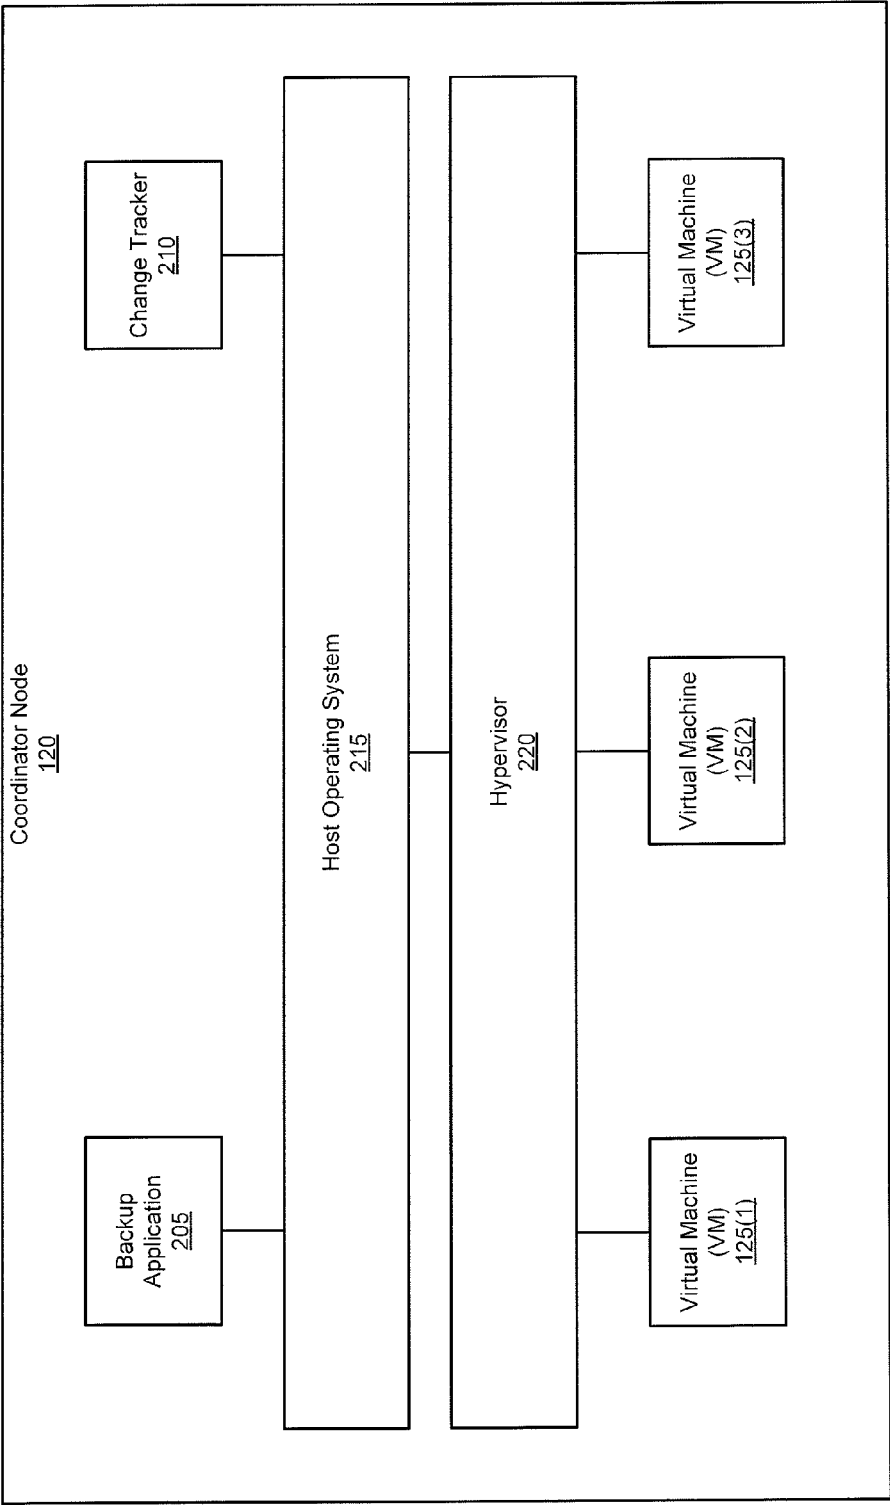 Coordinator Node
120
Backup
Application
205
Change Tracker
210
Host Operating System
215
Hypervisor
220
Virtual Machine
(VM)
125(1)
Virtual Machine
(VM)
125(2)
Virtual Machine
(VM)
125(3)